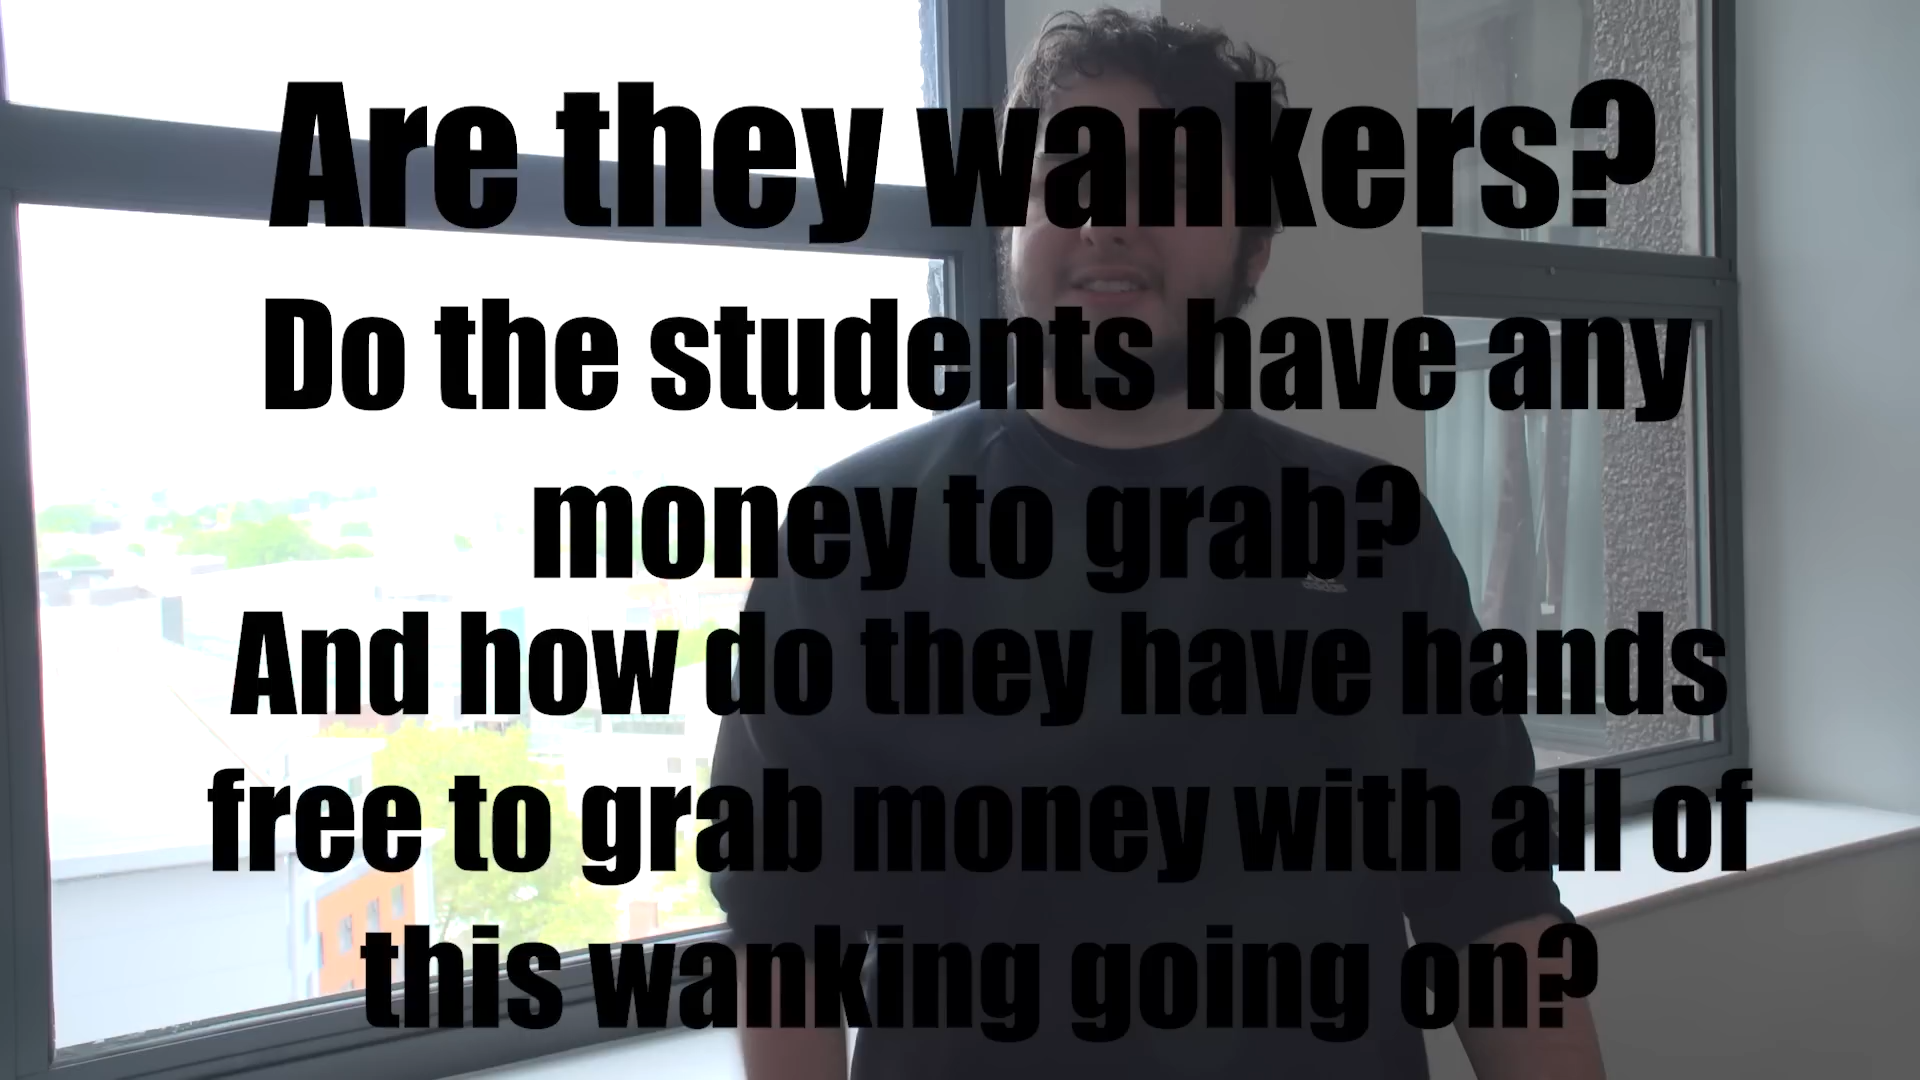 Are they wankers?
Do the students have any
money to grab?
And how do they have hands
free to grab money with all of
this wanking going on?
adidas